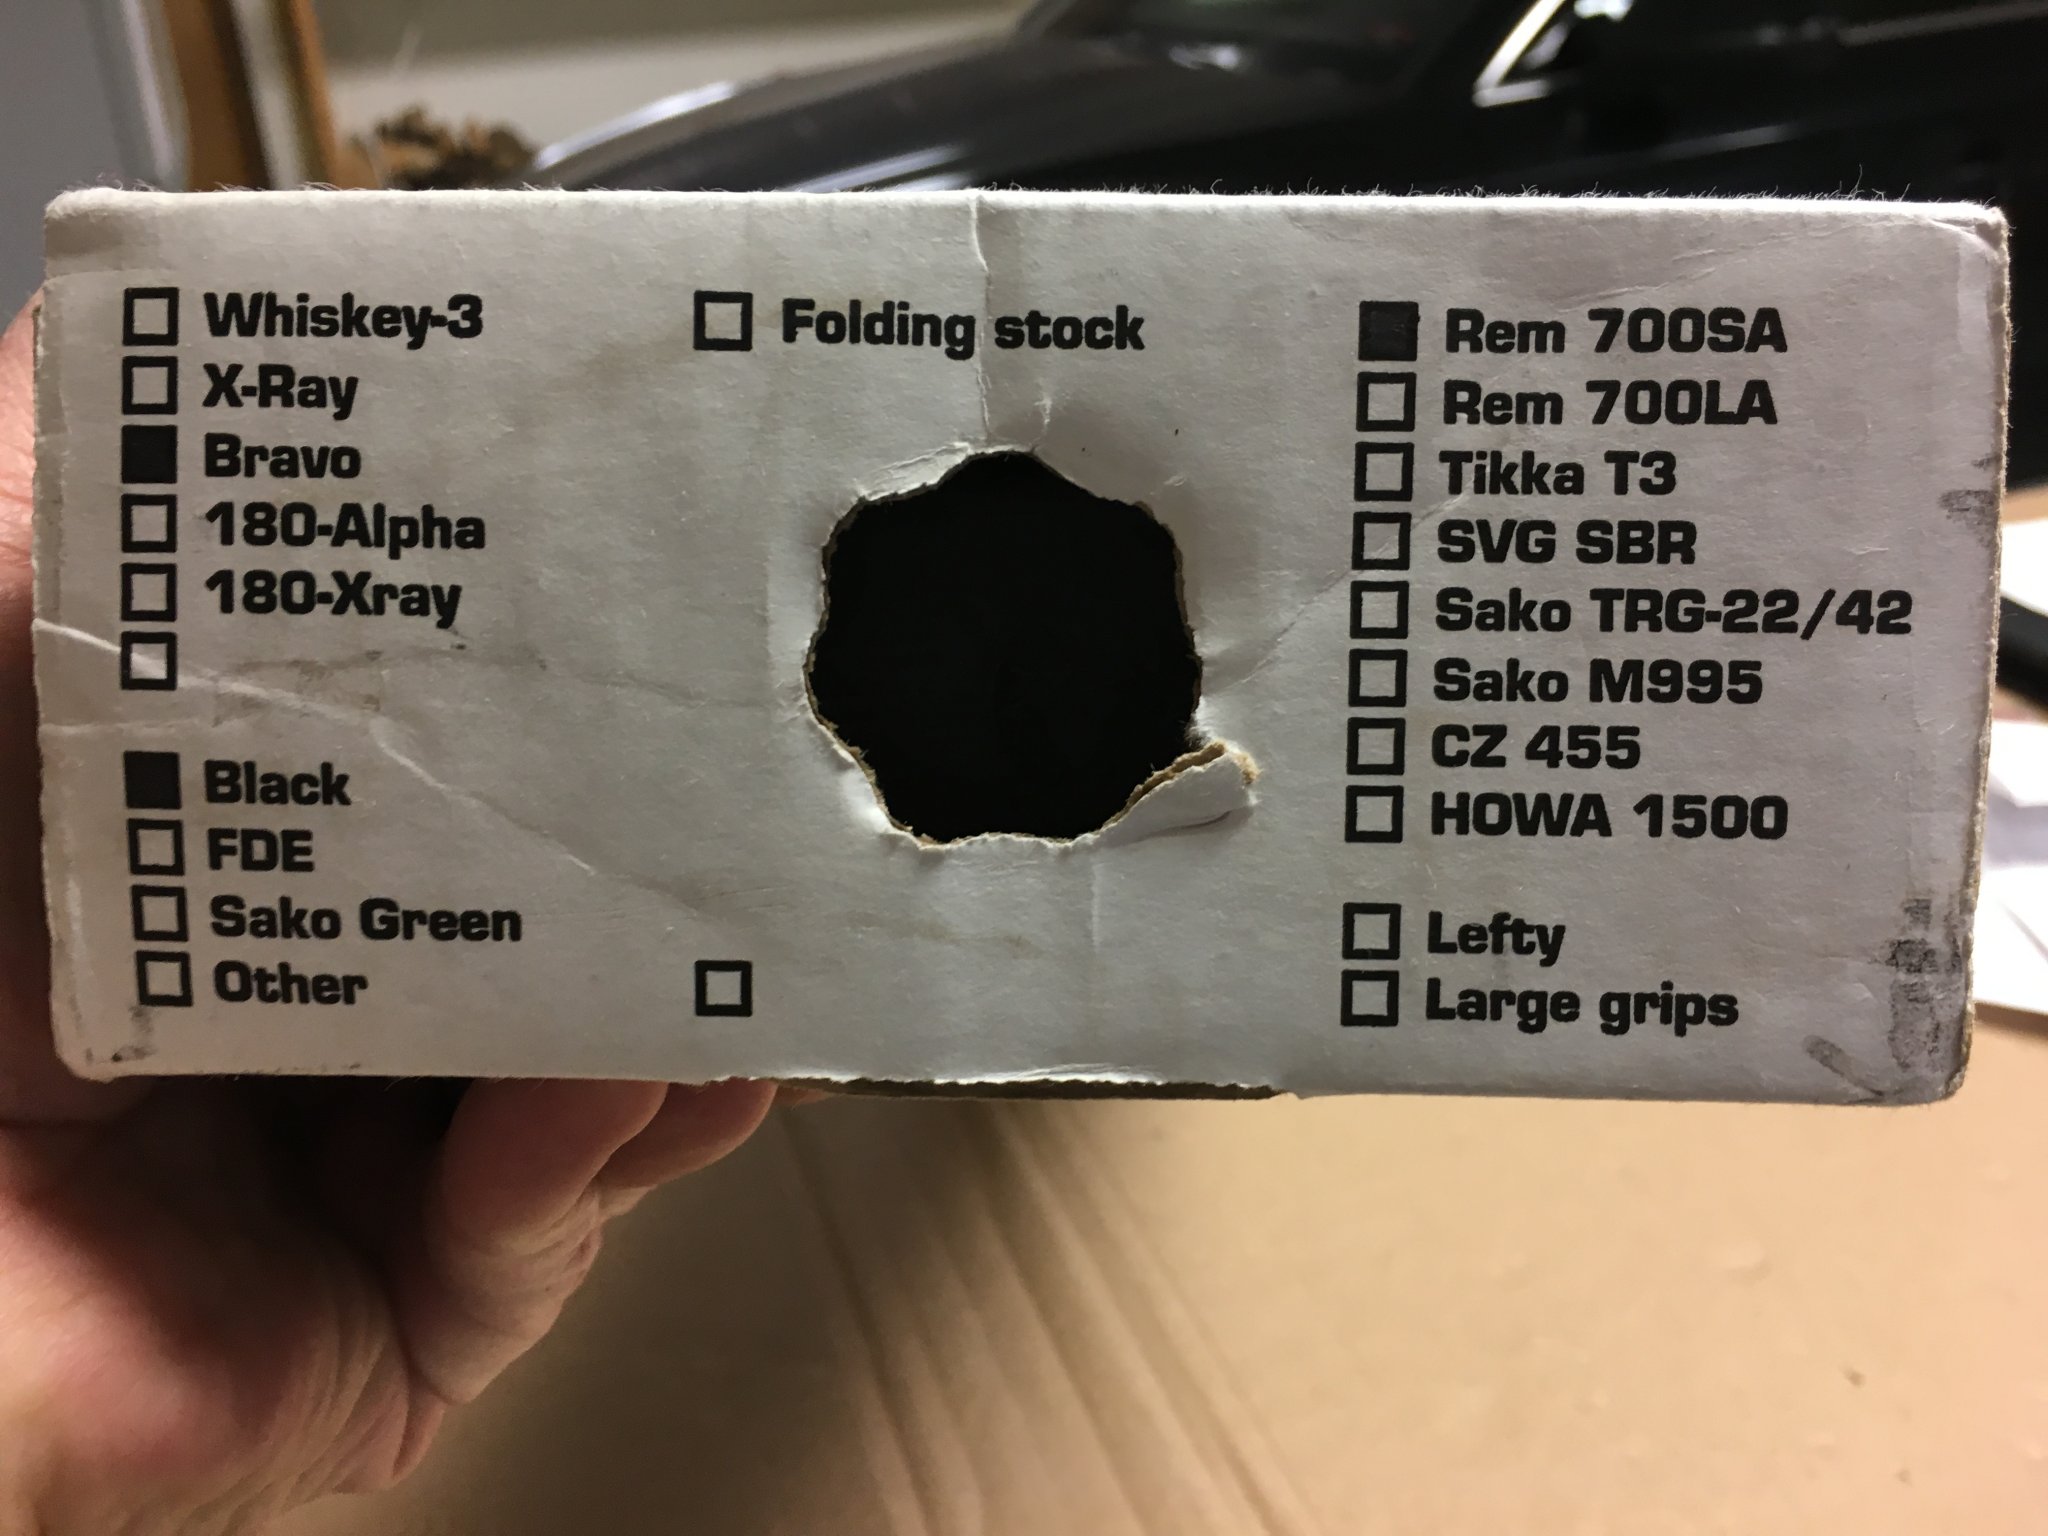 Whiskey-3
X-Ray
Bravo
180-Alpha
180-Xray
Black
FDE
Sako Green
Other
Folding stock
Rem 700SA
Rem 700LA
Tikka T3
SVG SBR
Sako TRG-22/42
Sako M995
CZ 455
HOWA 1500
Lefty
Large grips